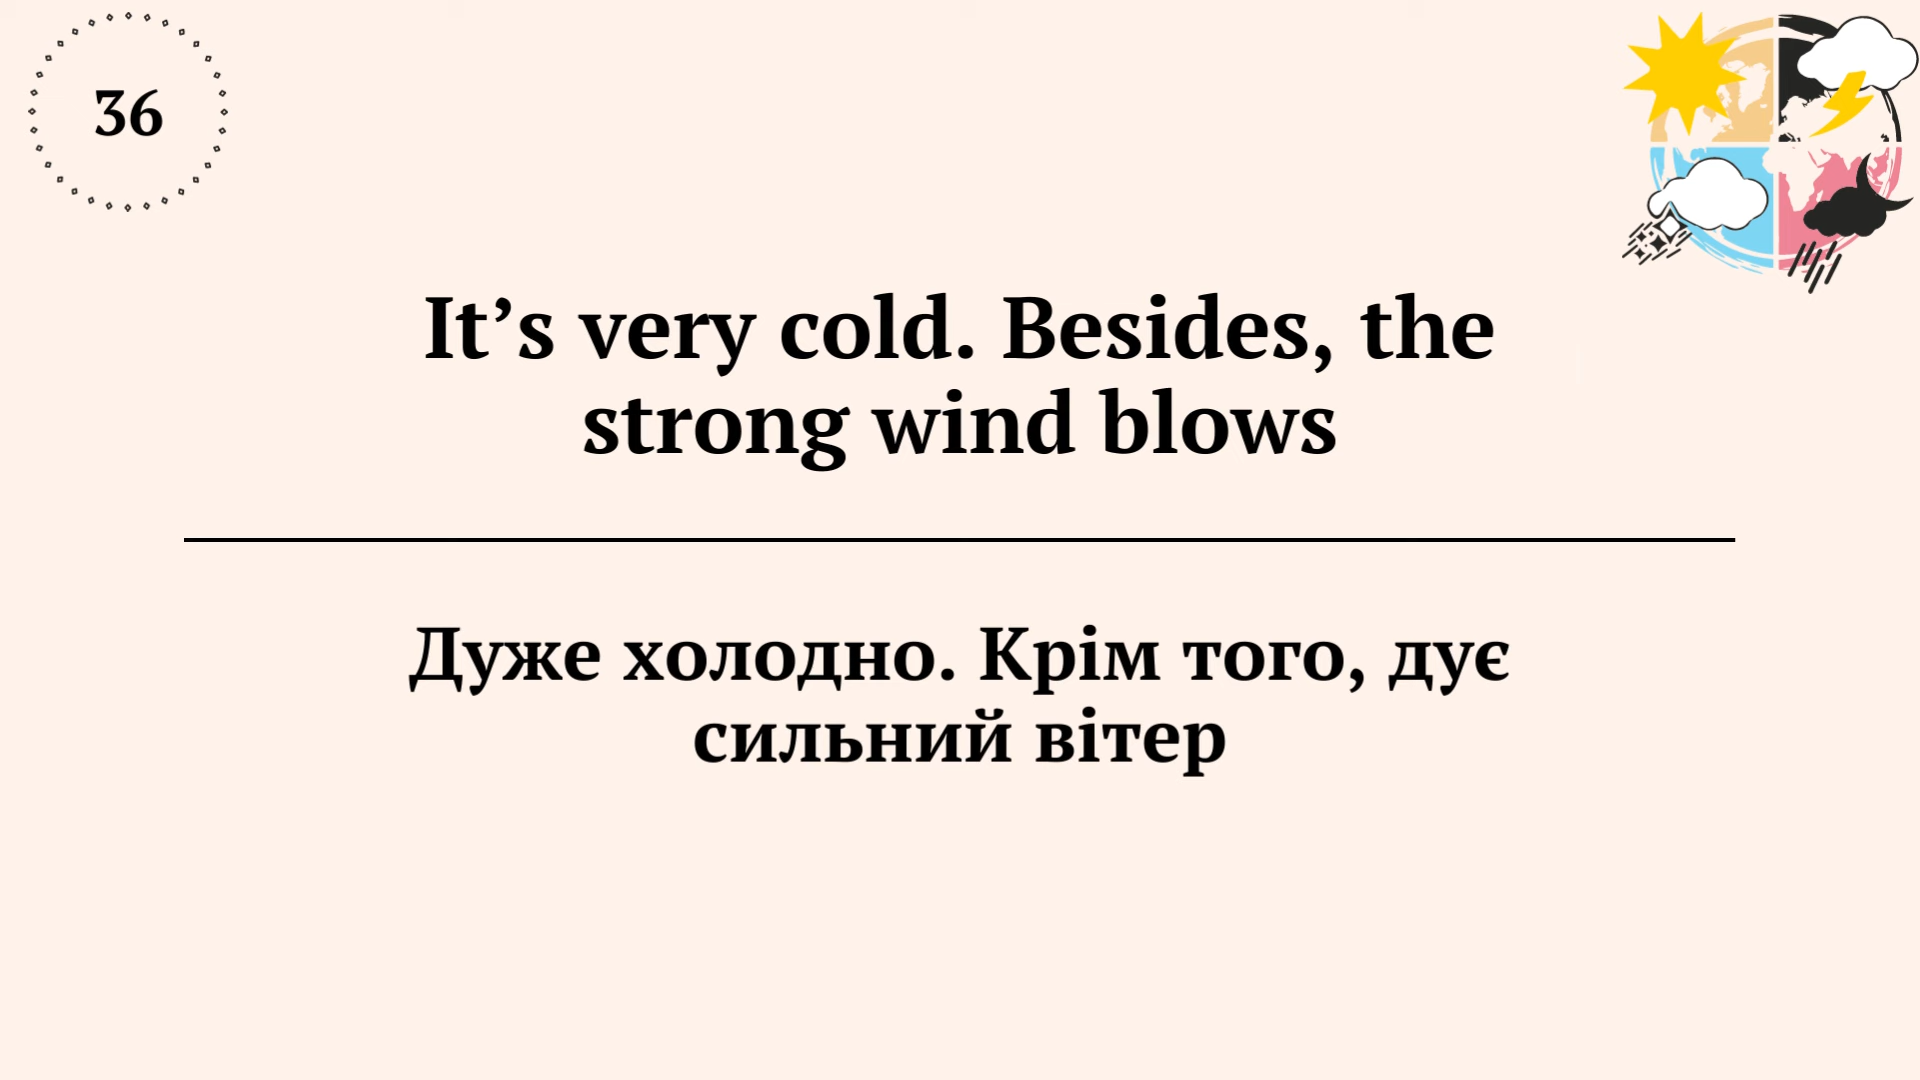 36
It’s very cold. Besides, the
strong wind blows
Дуже холодно. Крім того, дує
сильний вітер